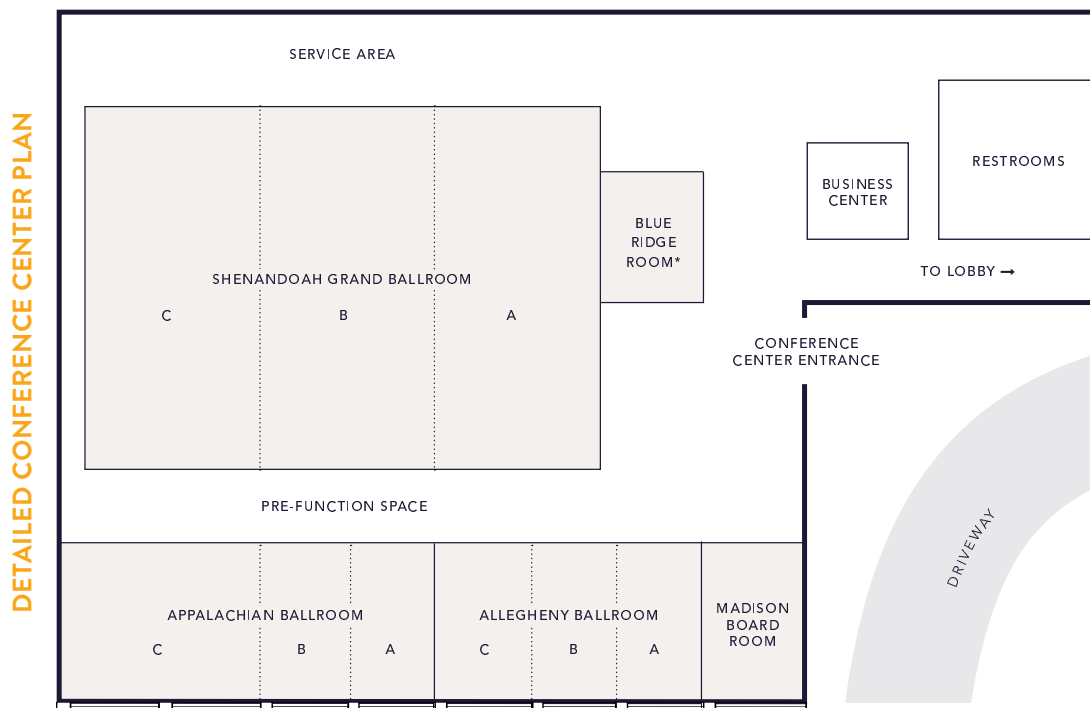 DETAILED CONFERENCE CENTER PLAN
SERVICE AREA
SHENANDOAH GRAND BALLROOM
C
B
A
BLUE
RIDGE
ROOM*
BUSINESS
CENTER
RESTROOMS
TO LOBBY →
CONFERENCE
CENTER ENTRANCE
PRE-FUNCTION SPACE
APPALACHIAN BALLROOM
C
B
A
ALLEGHENY BALLROOM
C
B
A
MADISON
BOARD
ROOM
DRIVEWAY